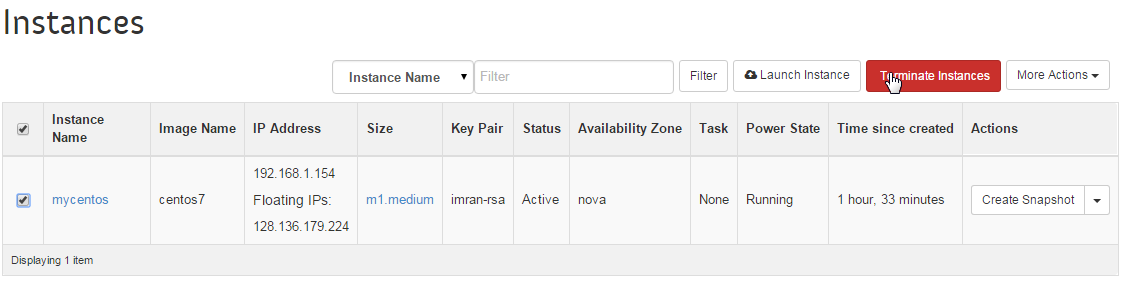 Instances
Instance Name Filter Filter Launch Instance Terminate Instances More Actions
Instance Name Image Name IP Address Size Key Pair Status Availability Zone Task Power State Time since created Actions
mycentos centos7 192.168.1.154 m1.medium imran-rsa Active nova None Running 1 hour, 33 minutes Create Snapshot
Floating IPs:
128.136.179.224
Displaying 1 item